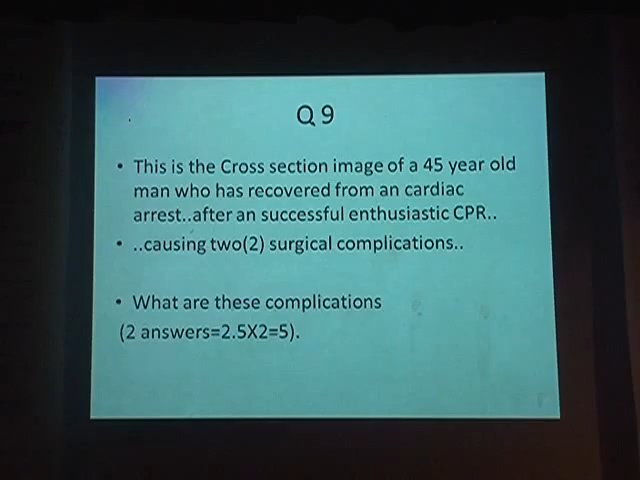 Q 9
• This is the Cross section image of a 45 year old
man who has recovered from an cardiac
arrest..after an successful enthusiastic CPR..
• ..causing two(2) surgical complications..
• What are these complications
(2 answers=2.5X2=5).